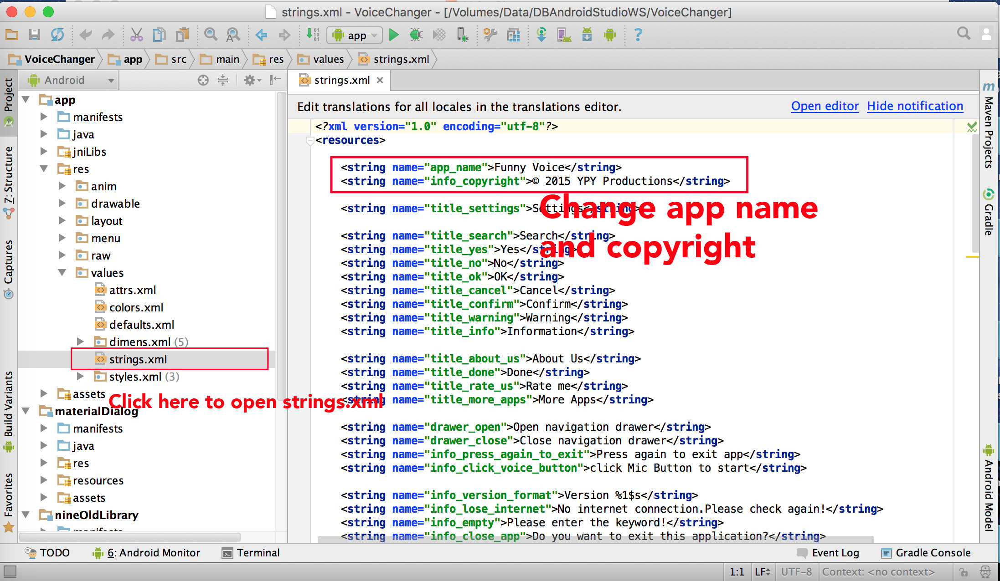 strings.xml - VoiceChanger - [/Volumes/Data/DBAndroidStudioWS/VoiceChanger]
app
VoiceChanger app src main res values strings.xml
Android
strings.xml
Project
7: Structure
Captures
Build Variants
Favorites
app
manifests
java
jniLibs
res
anim
drawable
layout
menu
raw
values
attrs.xml
colors.xml
defaults.xml
dimens.xml (5)
strings.xml
styles.xml (3)
assets
Click here to open strings.xml
materialDialog
manifests
java
res
resources
assets
nineOldLibrary
manifests
Edit translations for all locales in the translations editor.
Open editor Hide notification
<?xml version="1.0" encoding="utf-8"?>
<resources>
<string name="app_name">Funny Voice</string>
<string name="info_copyright">© 2015 YPY Productions</string>
Change app name
and copyright
<string name="title_settings">Settings</string>
<string name="title_search">Search</string>
<string name="title_yes">Yes</string>
<string name="title_no">No</string>
<string name="title_ok">OK</string>
<string name="title_cancel">Cancel</string>
<string name="title_confirm">Confirm</string>
<string name="title_warning">Warning</string>
<string name="title_info">Information</string>
<string name="title_about_us">About Us</string>
<string name="title_done">Done</string>
<string name="title_rate_us">Rate me</string>
<string name="title_more_apps">More Apps</string>
<string name="drawer_open">Open navigation drawer</string>
<string name="drawer_close">Close navigation drawer</string>
<string name="info_press_again_to_exit">Press again to exit app</string>
<string name="info_click_voice_button">click Mic Button to start</string>
<string name="info_version_format">Version %1$s</string>
<string name="info_lose_internet">No internet connection.Please check again!</string>
<string name="info_empty">Please enter the keyword!</string>
<string name="info_close_app">Do you want to exit this application?</string>
m
Maven Projects
Gradle
Android Model
TODO 6: Android Monitor Terminal Event Log Gradle Console
1:1 LF UTF-8 Context: <no context>